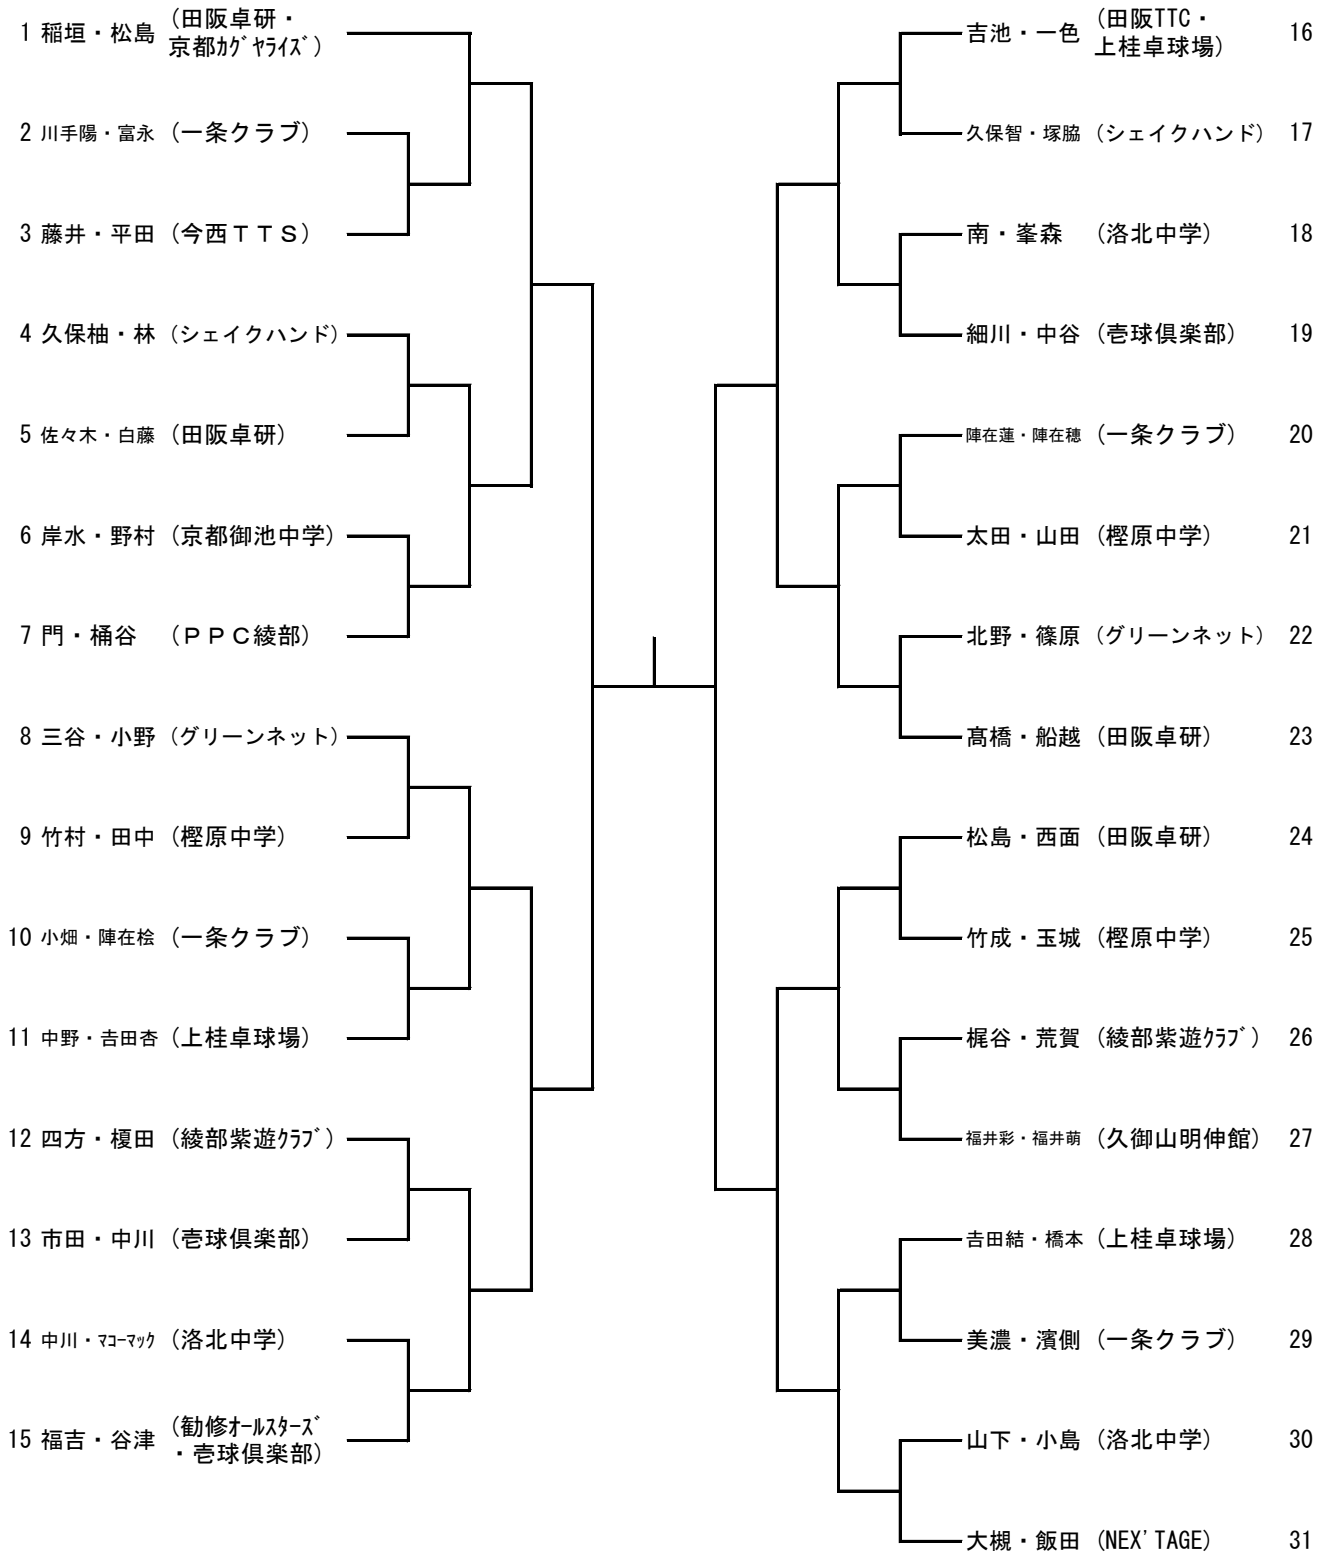 1 稲垣・松島 (田阪卓研・
京都ｶｸﾞﾔﾗｲｽﾞ)
2 川手陽・富永 (一条クラブ)
3 藤井・平田 (今西ＴＴＳ)
4 久保柚・林 (シェイクハンド)
5 佐々木・白藤 (田阪卓研)
6 岸水・野村 (京都御池中学)
7 門・桶谷 (ＰＰＣ綾部)
8 三谷・小野 (グリーンネット)
9 竹村・田中 (樫原中学)
10 小畑・陣在桧 (一条クラブ)
11 中野・𠮷田杏 (上桂卓球場)
12 四方・榎田 (綾部紫遊ｸﾗﾌﾞ)
13 市田・中川 (壱球倶楽部)
14 中川・ﾏｺｰﾏｯｸ (洛北中学)
15 福吉・谷津 (勧修ｵｰﾙｽﾀｰｽﾞ
・壱球倶楽部)
吉池・一色 (田阪TTC・
上桂卓球場) 16
久保智・塚脇 (シェイクハンド) 17
南・峯森 (洛北中学) 18
細川・中谷 (壱球倶楽部) 19
陣在蓮・陣在穂 (一条クラブ) 20
太田・山田 (樫原中学) 21
北野・篠原 (グリーンネット) 22
髙橋・船越 (田阪卓研) 23
松島・西面 (田阪卓研) 24
竹成・玉城 (樫原中学) 25
梶谷・荒賀 (綾部紫遊ｸﾗﾌﾞ) 26
福井彩・福井萌 (久御山明伸館) 27
𠮷田結・橋本 (上桂卓球場) 28
美濃・濱側 (一条クラブ) 29
山下・小島 (洛北中学) 30
大槻・飯田 (NEX'TAGE) 31